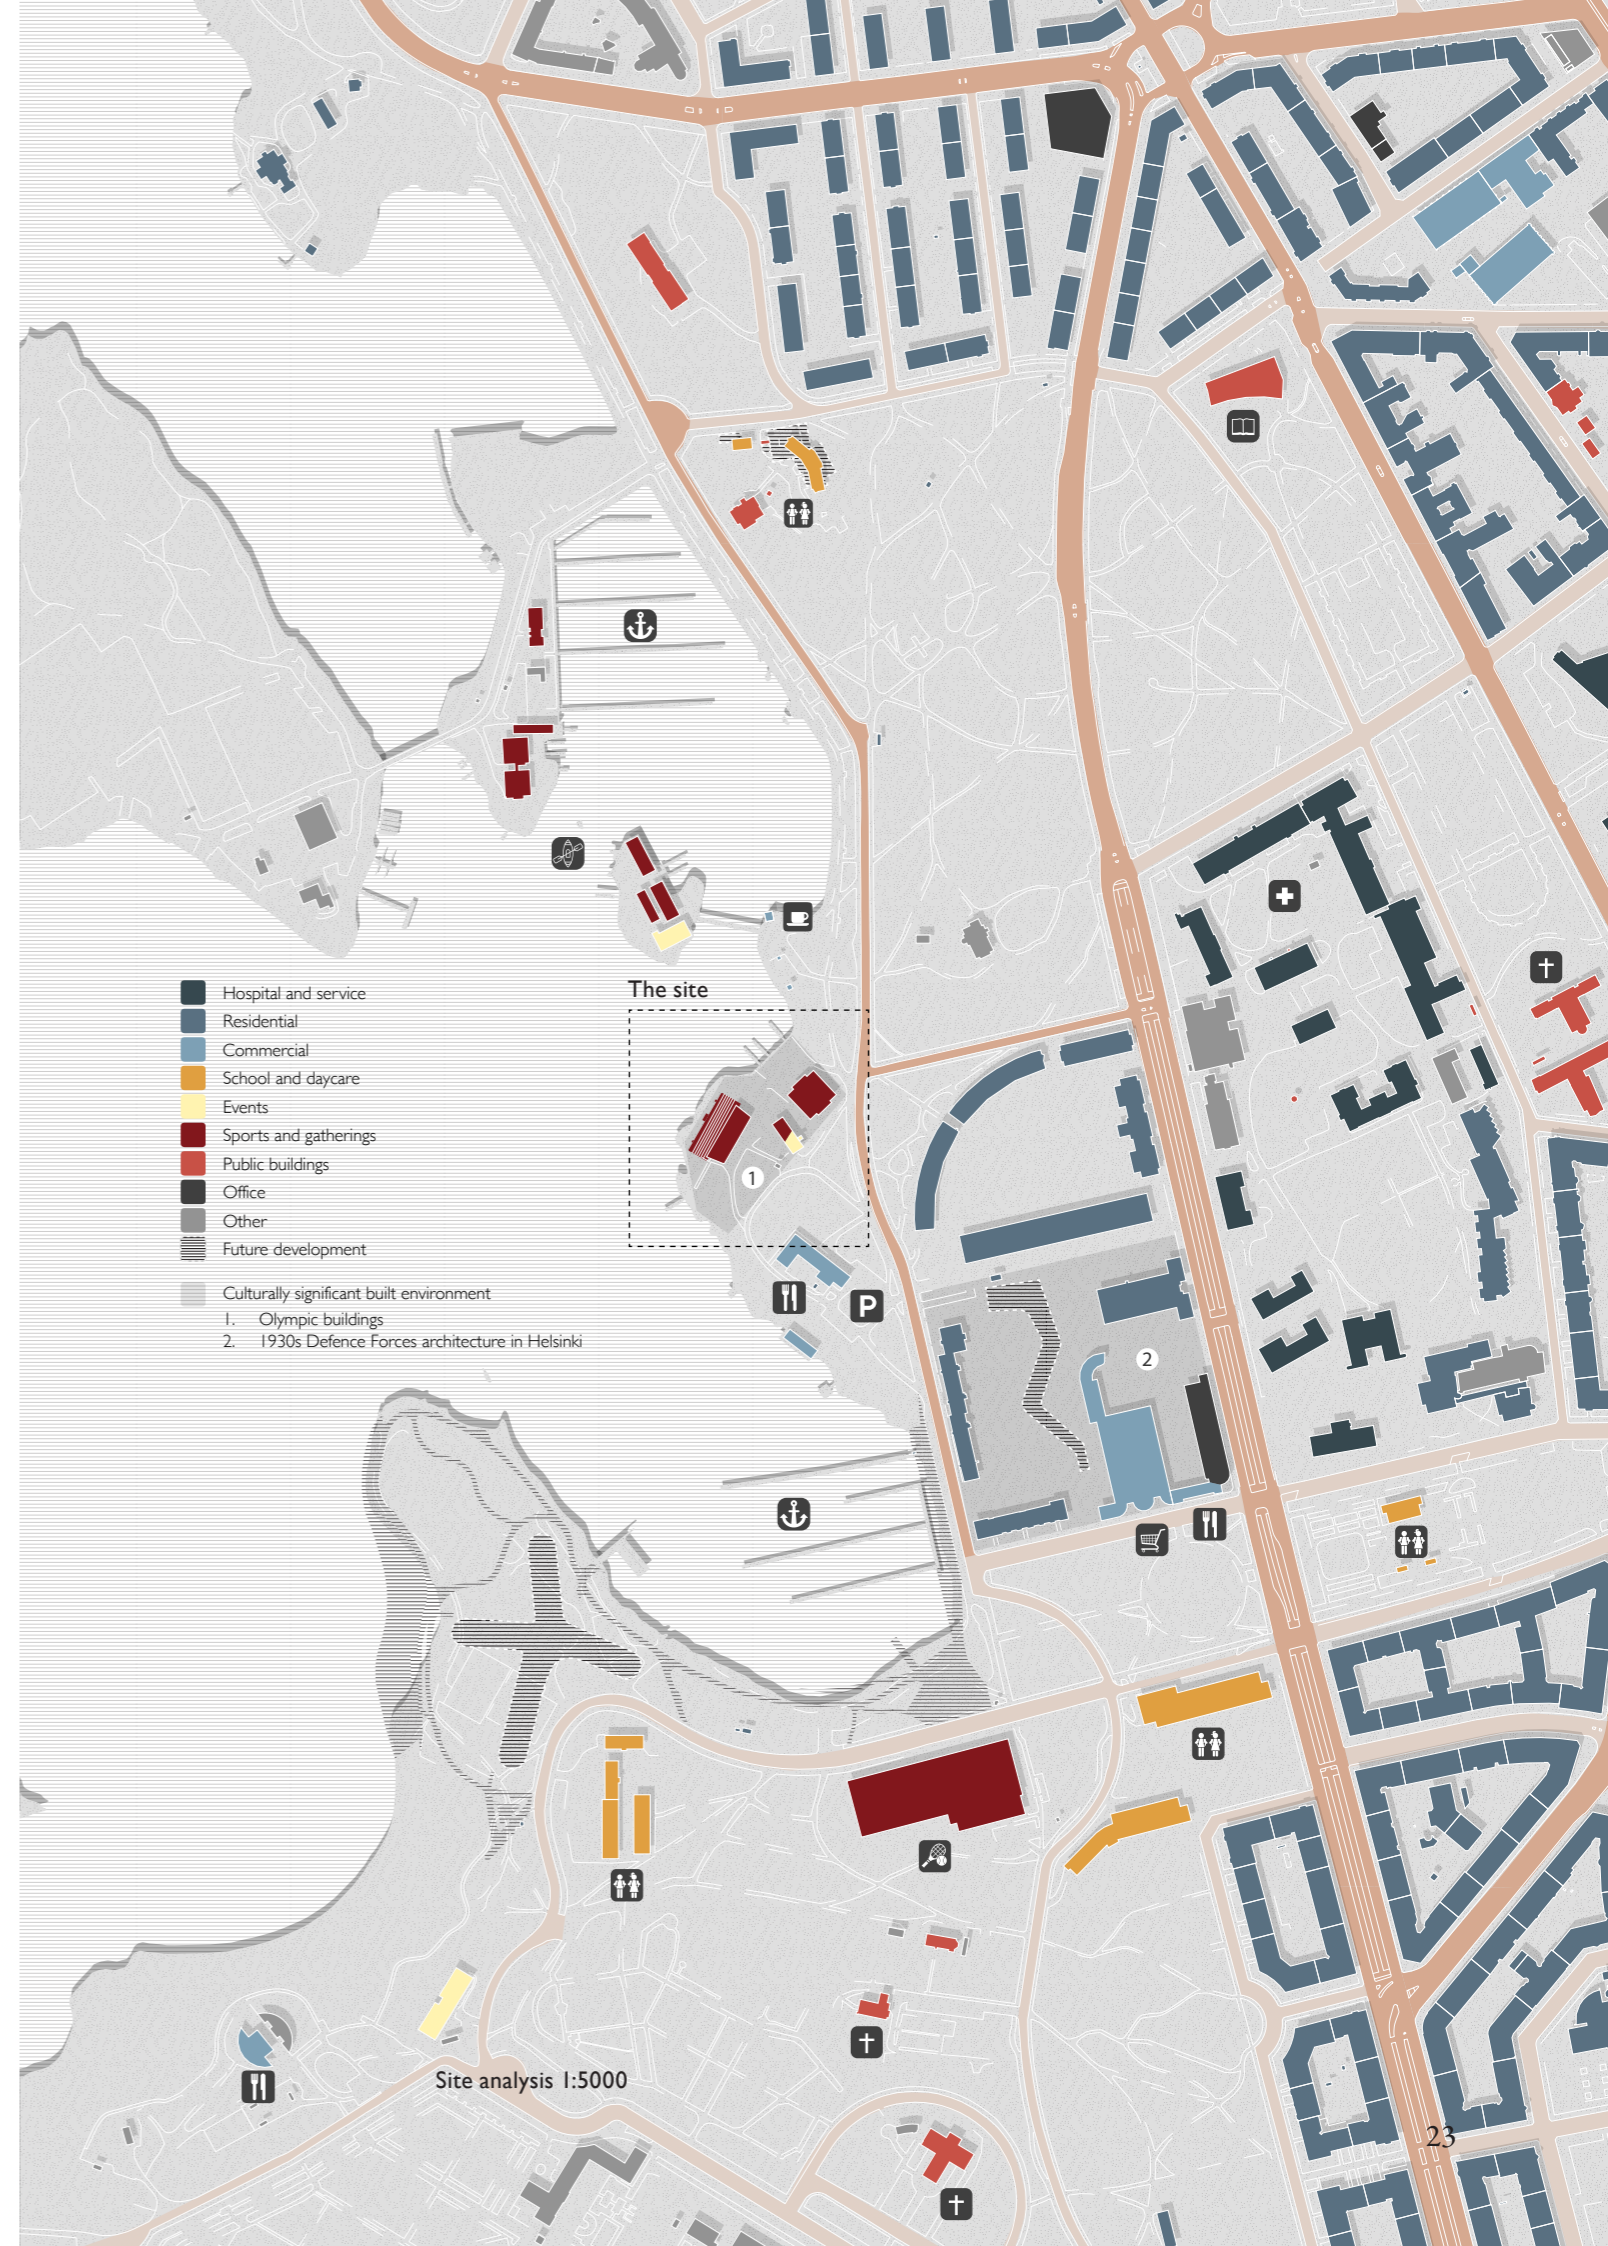 Hospital and service
Residential
Commercial
School and daycare
Events
Sports and gatherings
Public buildings
Office
Other
Future development
Culturally significant built environment
1. Olympic buildings
2. 1930s Defence Forces architecture in Helsinki
The site
1
P
2
Site analysis 1:5000
23